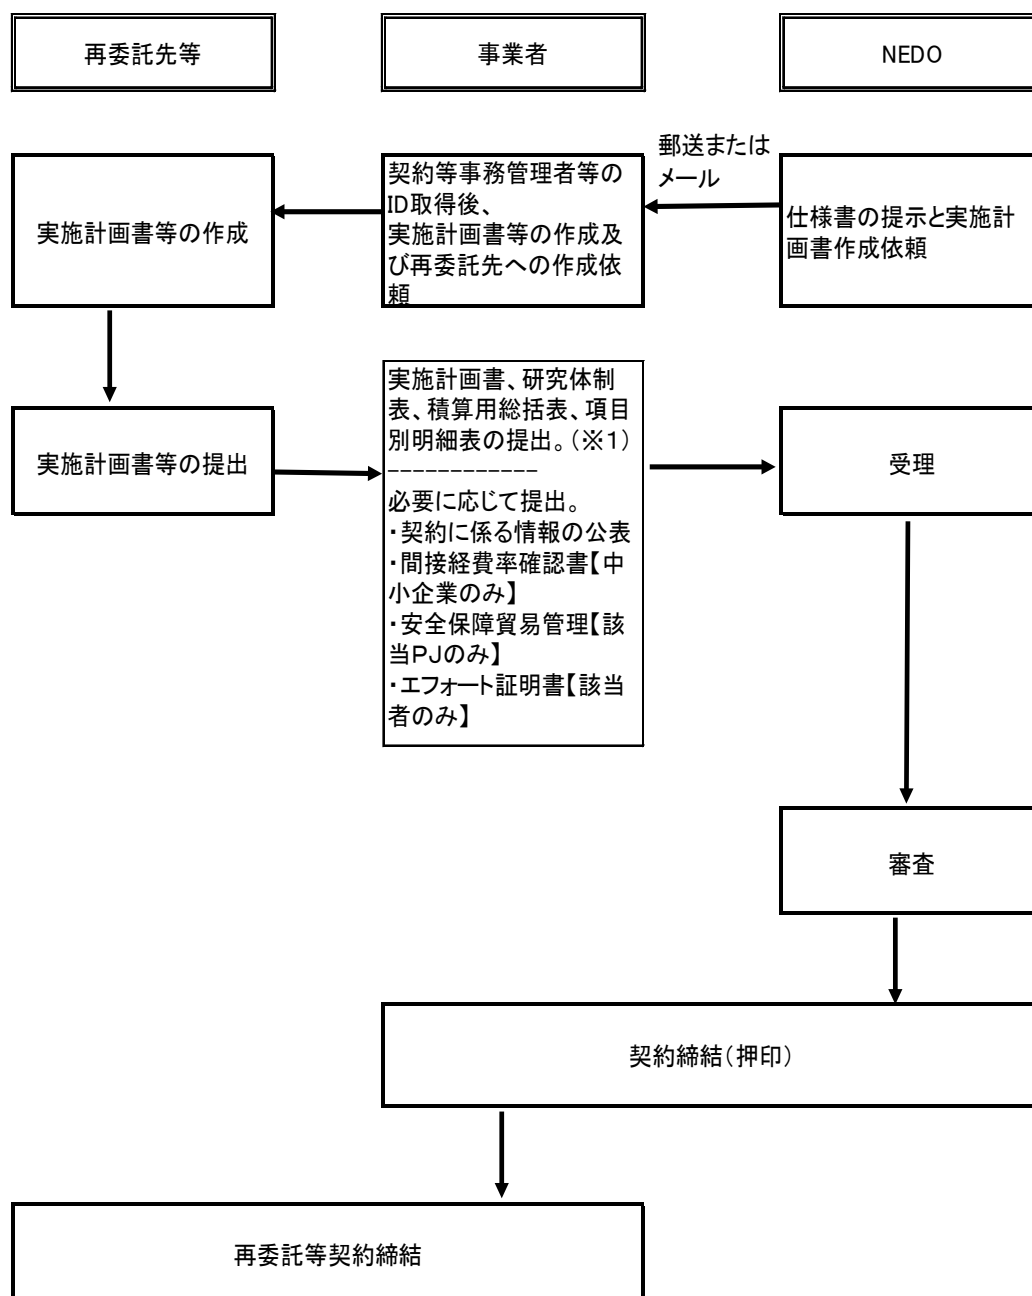 再委託先等
事業者
NEDO
郵送または
メール
実施計画書等の作成
契約等事務管理者等の
ID取得後、
実施計画書等の作成及
び再委託先への作成依
頼
仕様書の提示と実施計
画書作成依頼
実施計画書等の提出
実施計画書、研究体制
表、積算用総括表、項目
別明細表の提出。(※1)
------------
必要に応じて提出。
・契約に係る情報の公表
・間接経費率確認書【中
小企業のみ】
・安全保障貿易管理【該
当PJのみ】
・エフォート証明書【該当
者のみ】
受理
審査
契約締結(押印)
再委託等契約締結